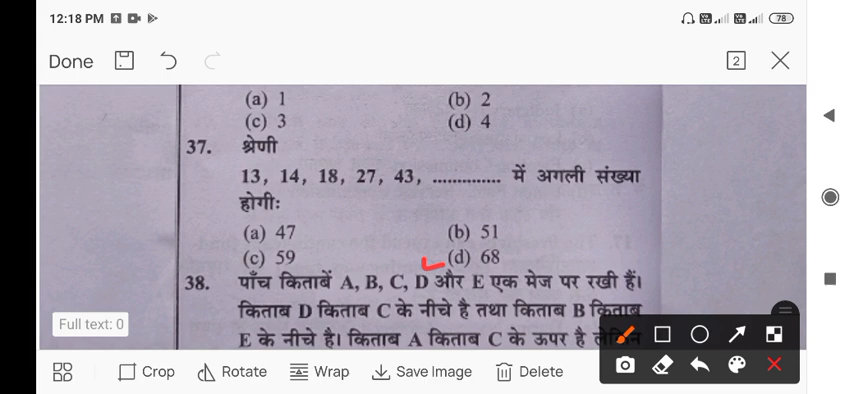 12:18 PM 78
Done 2
(a) 1 (b) 2
(c) 3 (d) 4
37. श्रेणी
13, 14, 18, 27, 43, .............. में अगली संख्या
होगीः
(a) 47 (b) 51
(c) 59 (d) 68
38. पाँच किताबें A, B, C, D और E एक मेज पर रखी हैं।
किताब D किताब C के नीचे है तथा किताब B किताब
E के नीचे है। किताब A किताब C के ऊपर है
Full text: 0
Crop Rotate Wrap Save Image Delete